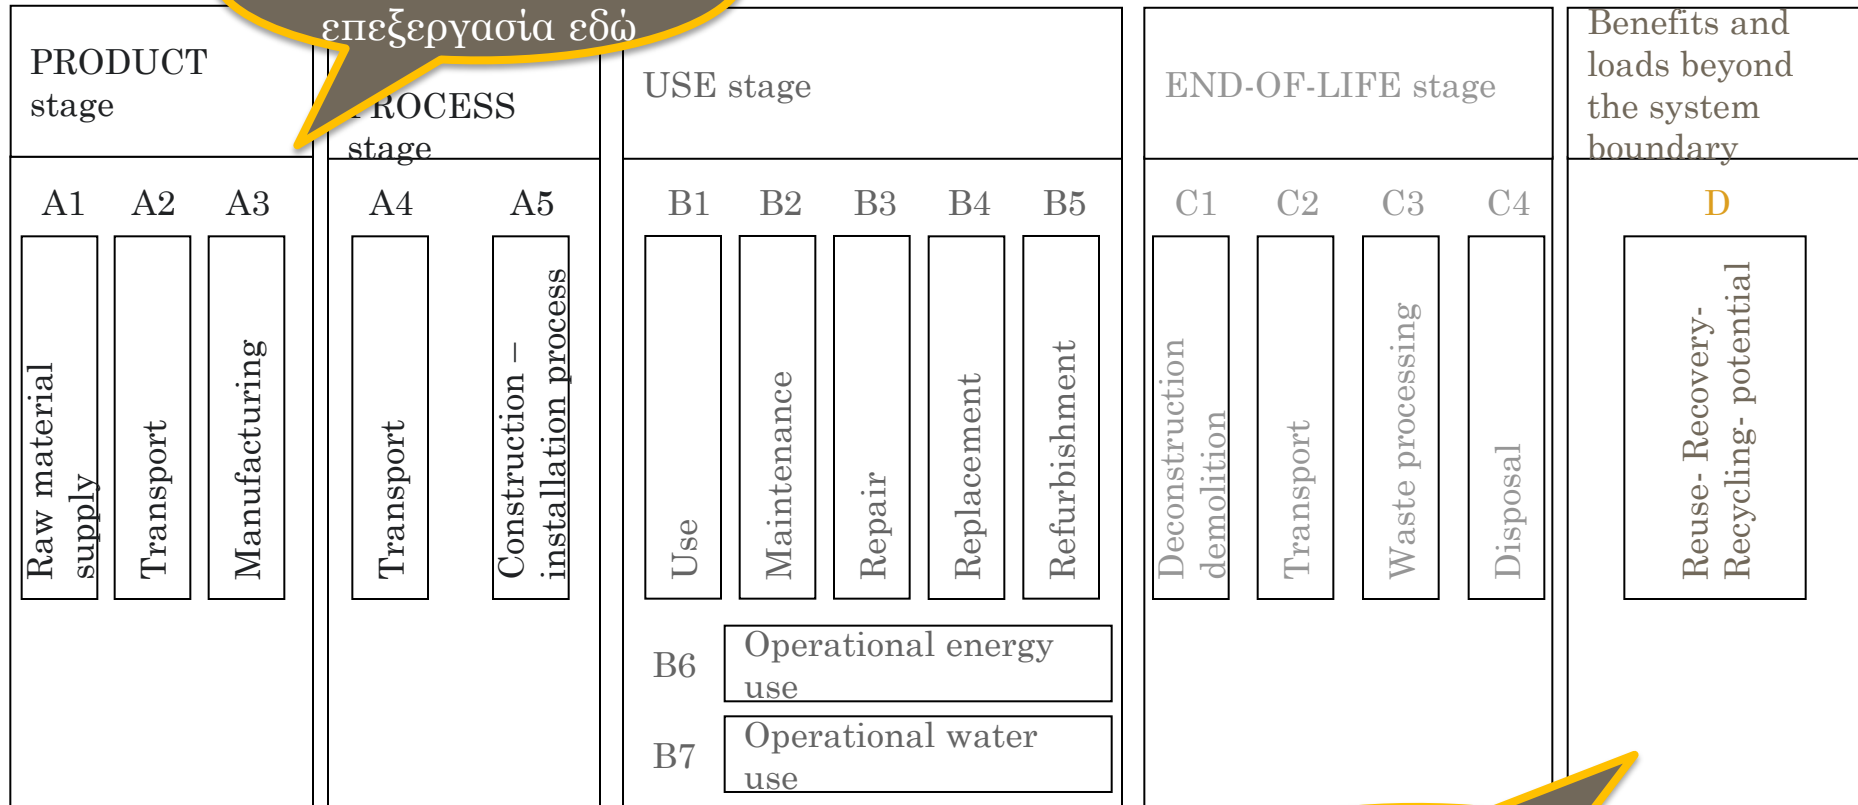 επεξεργασία εδώ
PRODUCT
stage
PROCESS
stage
USE stage
END-OF-LIFE stage
Benefits and
loads beyond
the system
boundary
A1
A2
A3
A4
A5
B1
B2
B3
B4
B5
C1
C2
C3
C4
D
Raw material
supply
Transport
Manufacturing
Transport
Construction –
installation process
Use
Maintenance
Repair
Replacement
Refurbishment
Deconstruction
demolition
Transport
Waste processing
Disposal
Reuse- Recovery-
Recycling- potential
B6
Operational energy
use
B7
Operational water
use